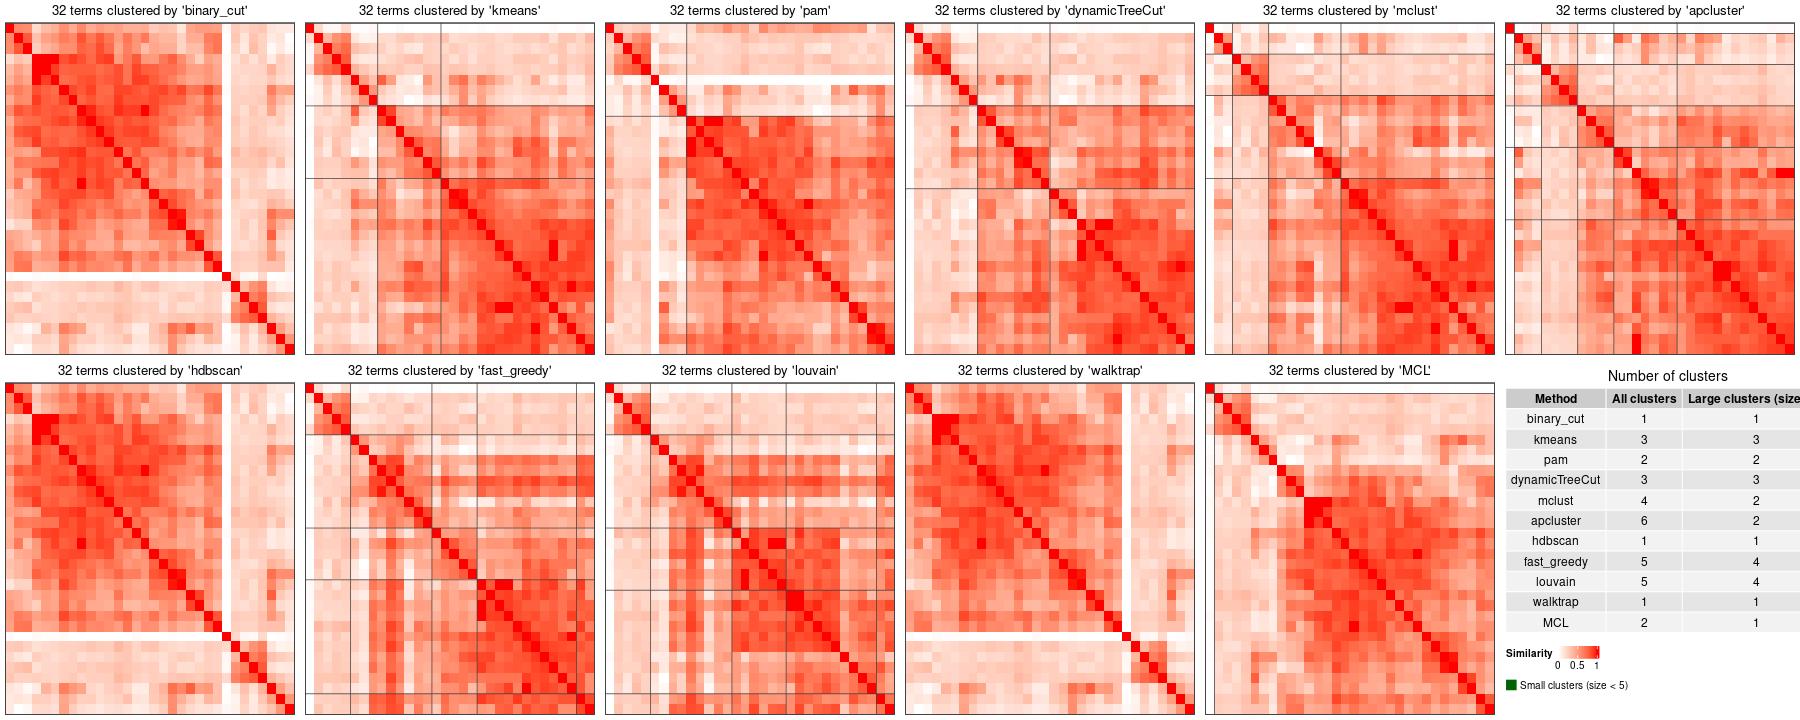 32 terms clustered by 'binary_cut'
32 terms clustered by 'kmeans'
32 terms clustered by 'pam'
32 terms clustered by 'dynamicTreeCut'
32 terms clustered by 'mclust'
32 terms clustered by 'apcluster'
32 terms clustered by 'hdbscan'
32 terms clustered by 'fast_greedy'
32 terms clustered by 'louvain'
32 terms clustered by 'walktrap'
32 terms clustered by 'MCL'
Number of clusters
Method All clusters Large clusters (size
binary_cut 1 1
kmeans 3 3
pam 2 2
dynamicTreeCut 3 3
mclust 4 2
apcluster 6 2
hdbscan 1 1
fast_greedy 5 4
louvain 5 4
walktrap 1 1
MCL 2 1
Similarity
0 0.5 1
Small clusters (size < 5)